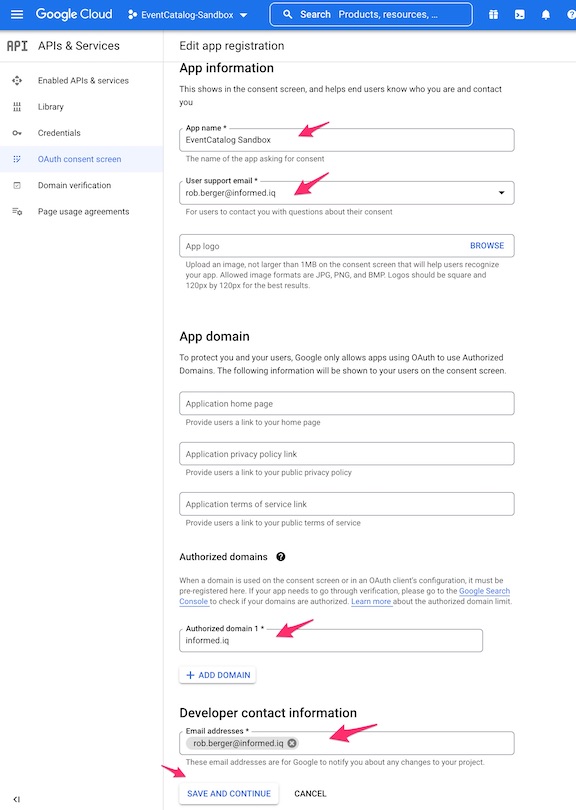 Google Cloud
EventCatalog-Sandbox
Search Products, resources, ...
API APIs & Services
Edit app registration
Enabled APIs & services
Library
Credentials
OAuth consent screen
Domain verification
Page usage agreements
App information
This shows in the consent screen, and helps end users know who you are and contact
you
App name *
EventCatalog Sandbox
The name of the app asking for consent
User support email *
rob.berger@informed.iq
For users to contact you with questions about their consent
App logo
BROWSE
Upload an image, not larger than 1MB on the consent screen that will help users recognize
your app. Allowed image formats are JPG, PNG, and BMP. Logos should be square and
120px by 120px for the best results.
App domain
To protect you and your users, Google only allows apps using OAuth to use Authorized
Domains. The following information will be shown to your users on the consent screen.
Application home page
Provide users a link to your home page
Application privacy policy link
Provide users a link to your public privacy policy
Application terms of service link
Provide users a link to your public terms of service
Authorized domains
When a domain is used on the consent screen or in an OAuth client's configuration, it must be
pre-registered here. If your app needs to go through verification, please go to the Google Search
Console to check if your domains are authorized. Learn more about the authorized domain limit.
Authorized domain 1 *
informed.iq
+ ADD DOMAIN
Developer contact information
Email addresses *
rob.berger@informed.iq
These email addresses are for Google to notify you about any changes to your project.
SAVE AND CONTINUE
CANCEL